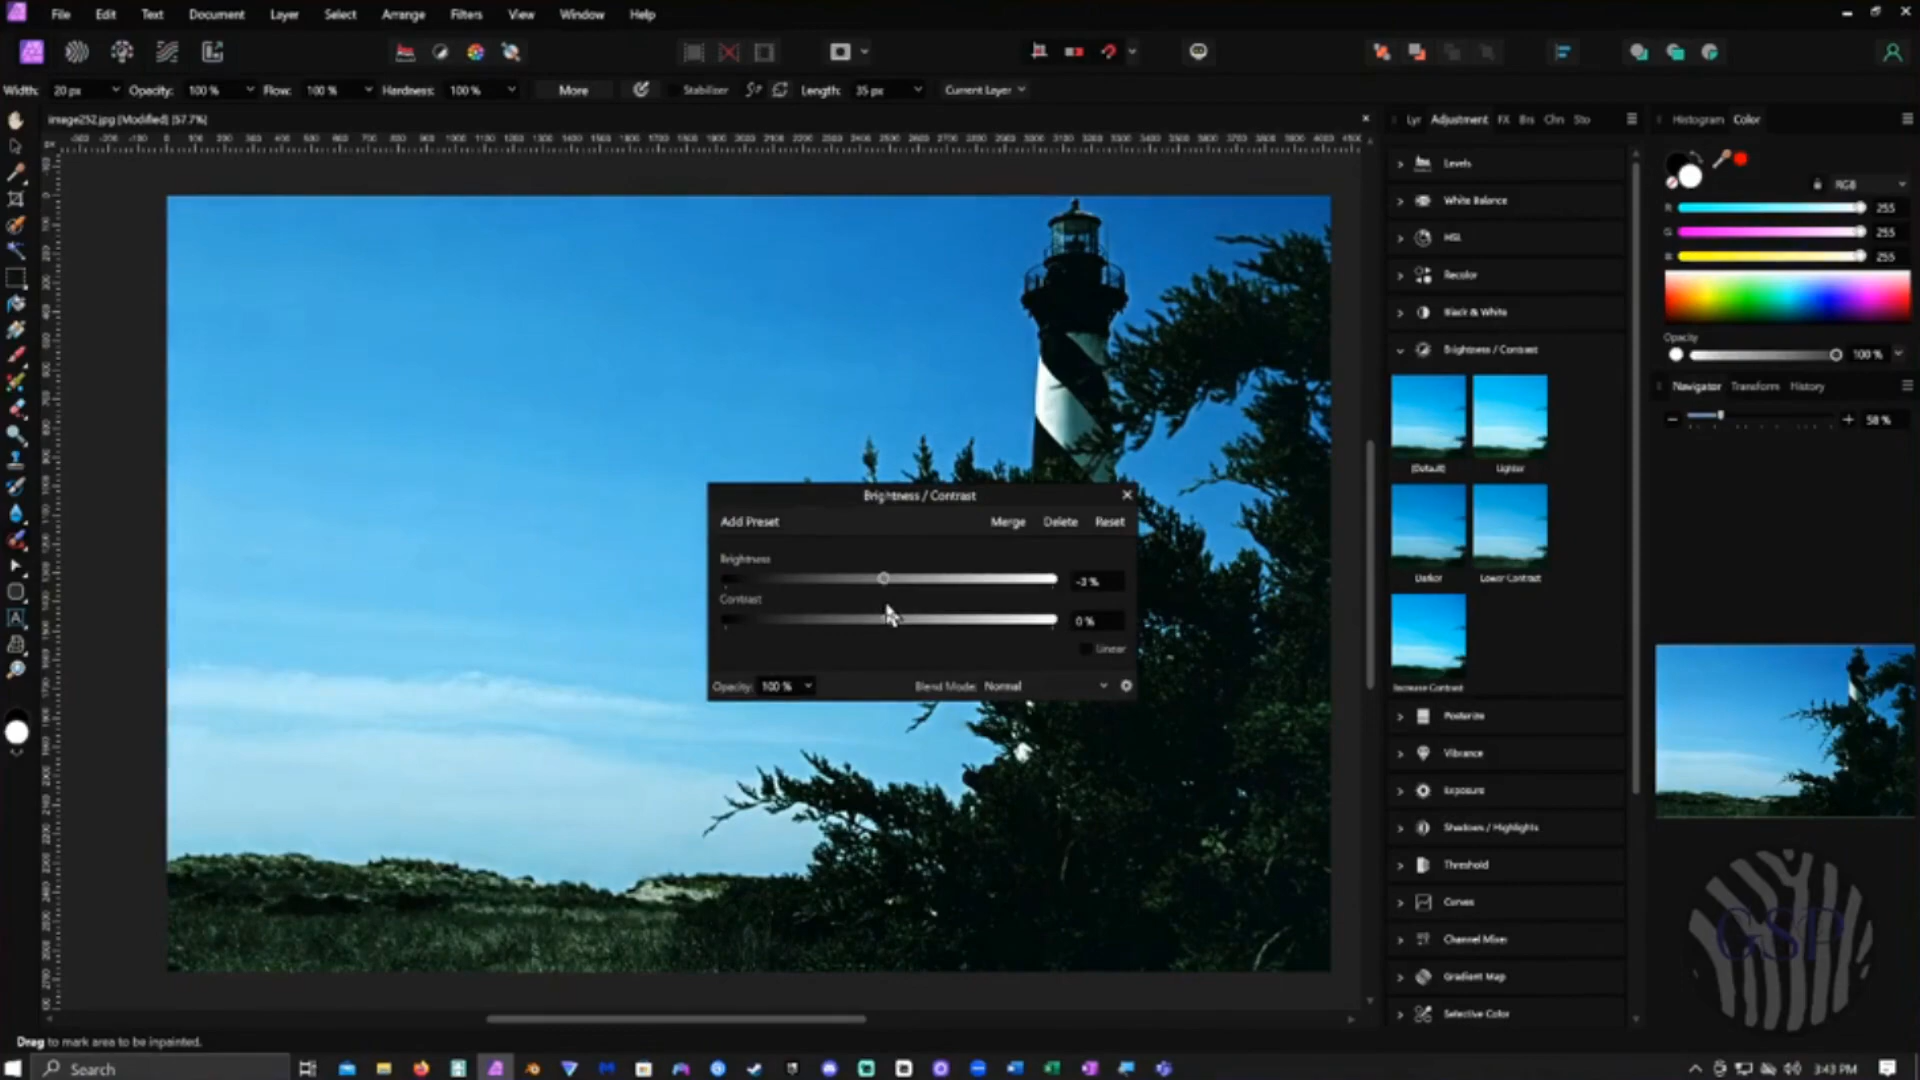 File Edit Text Document Layer Select Arrange Filters View Window Help
Width: 20 px Opacity: 100 % Flow: 100 % Hardness: 100 % More Stabilizer Length: 35 px Current Layer
image252.jpg [Modified] [57.7%]
Lyr Adjustment FX Brs Chn Sto
Histogram Color
Levels
White Balance
HSL
Recolor
Black & White
Brightness / Contrast
(Default) Lighter
Darker Lower Contrast
Increase Contrast
Posterize
Vibrance
Exposure
Shadows / Highlights
Threshold
Curves
Channel Mixer
Gradient Map
Selective Color
RGB
R 255
G 255
B 255
Opacity
100 %
Navigator Transform History
58 %
Brightness / Contrast
Add Preset Merge Delete Reset
Brightness
-3 %
Contrast
0 %
Linear
Opacity: 100 % Blend Mode: Normal
GSP
Drag to mark area to be inpainted.
Search
3:43 PM